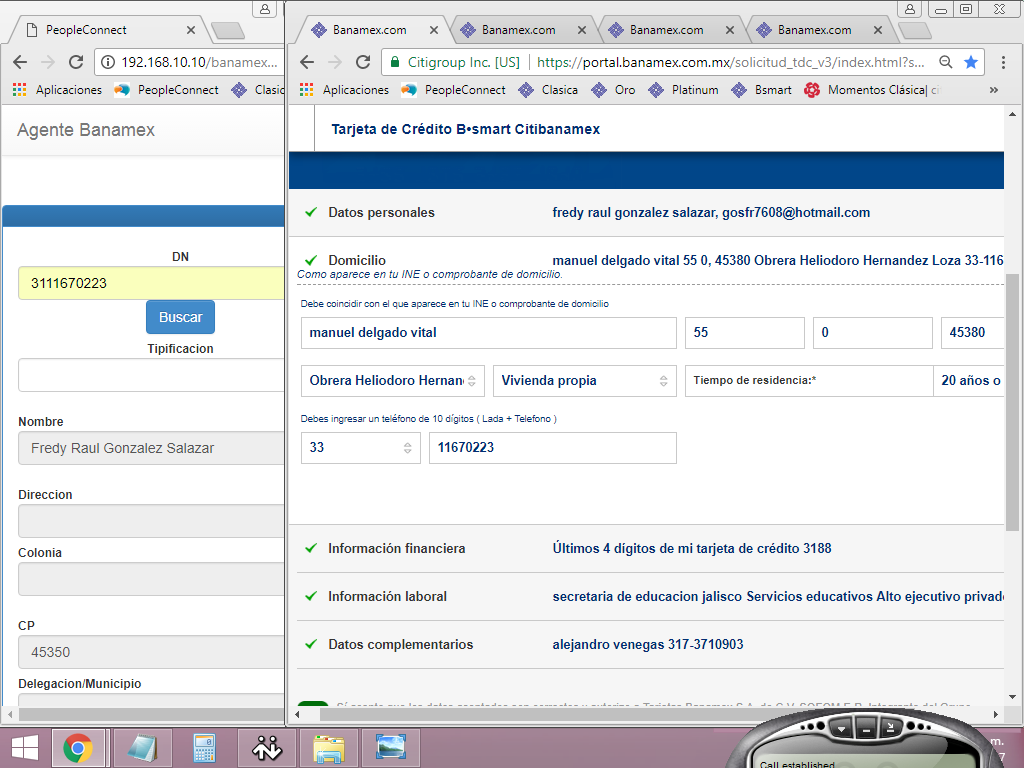 PeopleConnect
192.168.10.10/banamex...
Aplicaciones
PeopleConnect
Clasic
Agente Banamex
DN
3111670223
Buscar
Tipificacion
Nombre
Fredy Raul Gonzalez Salazar
Direccion
Colonia
CP
45350
Delegacion/Municipio
Banamex.com
Banamex.com
Banamex.com
Banamex.com
Citigroup Inc. [US]
https://portal.banamex.com.mx/solicitud_tdc_v3/index.html?s...
Aplicaciones
PeopleConnect
Clasica
Oro
Platinum
Bsmart
Momentos Clásica| ci
»
Tarjeta de Crédito B•smart Citibanamex
Datos personales
fredy raul gonzalez salazar, gosfr7608@hotmail.com
Domicilio
manuel delgado vital 55 0, 45380 Obrera Heliodoro Hernandez Loza 33-116
Como aparece en tu INE o comprobante de domicilio.
Debe coincidir con el que aparece en tu INE o comprobante de domicilio
manuel delgado vital
55
0
45380
Obrera Heliodoro Hernan
Vivienda propia
Tiempo de residencia:*
20 años o
Debes ingresar un teléfono de 10 dígitos ( Lada + Telefono )
33
11670223
Información financiera
Últimos 4 dígitos de mi tarjeta de crédito 3188
Información laboral
secretaria de educacion jalisco Servicios educativos Alto ejecutivo privad
Datos complementarios
alejandro venegas 317-3710903
Call established
m.
7